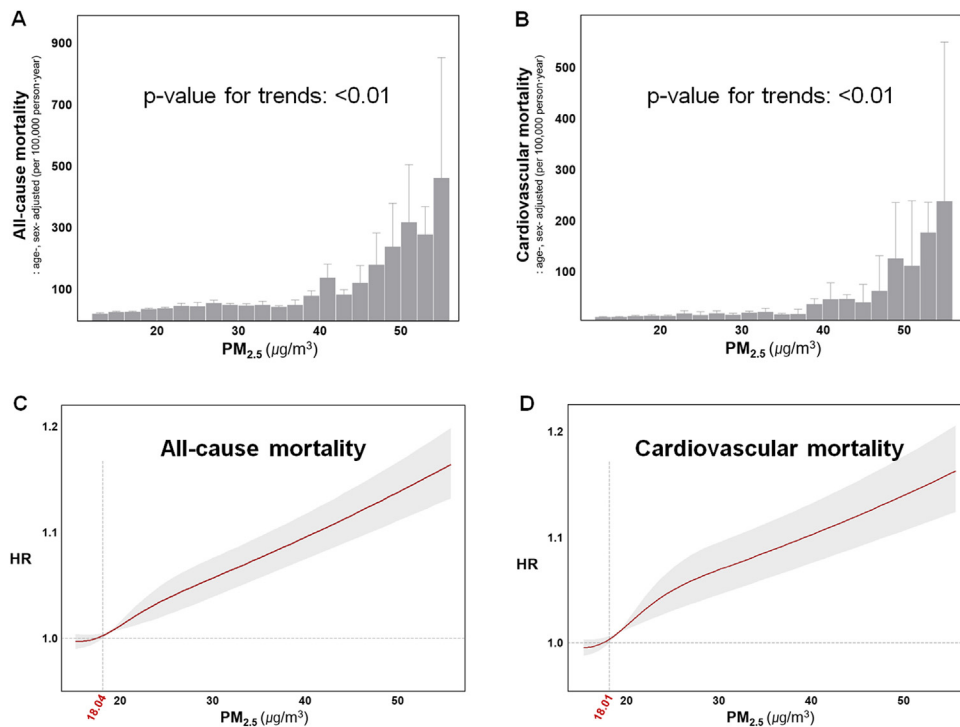 A
All-cause mortality
: age-, sex- adjusted (per 100,000 person-year)
900
700
500
300
100
p-value for trends: <0.01
20 30 40 50
PM2.5 (μg/m³)
B
Cardiovascular mortality
: age-, sex- adjusted (per 100,000 person-year)
500
400
300
200
100
p-value for trends: <0.01
20 30 40 50
PM2.5 (μg/m³)
C
All-cause mortality
HR
1.2
1.1
1.0
18.04
20 30 40 50
PM2.5 (μg/m³)
D
Cardiovascular mortality
HR
1.2
1.1
1.0
18.01
20 30 40 50
PM2.5 (μg/m³)